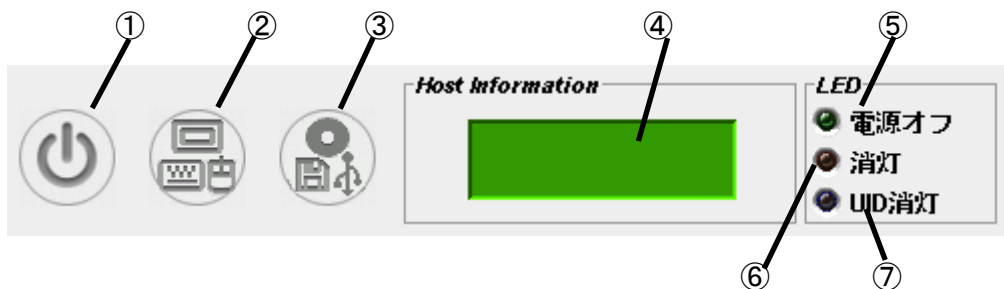 ① ② ③ ④ ⑤
Host Information
LED
電源オフ
消灯
UID消灯
⑥ ⑦